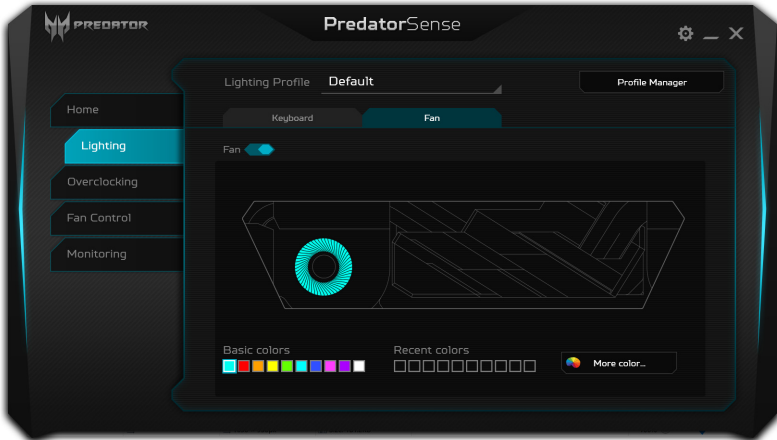 PREDATOR
PredatorSense
Lighting Profile Default
Profile Manager
Home
Lighting
Overclocking
Fan Control
Monitoring
Keyboard
Fan
Fan
Basic colors
Recent colors
More color...